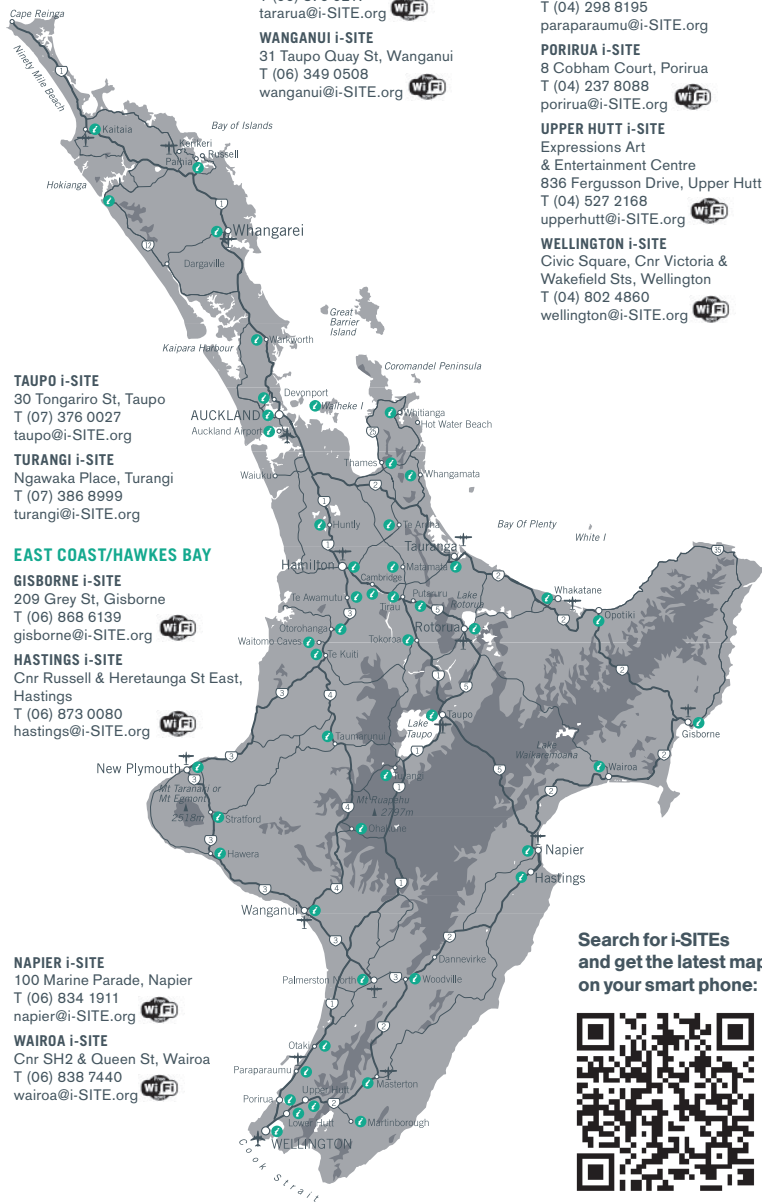 tararua@i-SITE.org
WANGANUI i-SITE
31 Taupo Quay St, Wanganui
T (06) 349 0508
wanganui@i-SITE.org
WiFi
T (04) 298 8195
paraparaumu@i-SITE.org
PORIRUA i-SITE
8 Cobham Court, Porirua
T (04) 237 8088
porirua@i-SITE.org
WiFi
UPPER HUTT i-SITE
Expressions Art
& Entertainment Centre
836 Fergusson Drive, Upper Hutt
T (04) 527 2168
upperhutt@i-SITE.org
WiFi
WELLINGTON i-SITE
Civic Square, Cnr Victoria &
Wakefield Sts, Wellington
T (04) 802 4860
wellington@i-SITE.org
WiFi
TAUPO i-SITE
30 Tongariro St, Taupo
T (07) 376 0027
taupo@i-SITE.org
TURANGI i-SITE
Ngawaka Place, Turangi
T (07) 386 8999
turangi@i-SITE.org
EAST COAST/HAWKES BAY
GISBORNE i-SITE
209 Grey St, Gisborne
T (06) 868 6139
gisborne@i-SITE.org
WiFi
HASTINGS i-SITE
Cnr Russell & Heretaunga St East,
Hastings
T (06) 873 0080
hastings@i-SITE.org
WiFi
NAPIER i-SITE
100 Marine Parade, Napier
T (06) 834 1911
napier@i-SITE.org
WiFi
WAIROA i-SITE
Cnr SH2 & Queen St, Wairoa
T (06) 838 7440
wairoa@i-SITE.org
WiFi
Cape Reinga
Ninety Mile Beach
Kaitaia
Bay of Islands
Kerikeri
Russell
Paihia
Hokianga
Whangarei
Dargaville
Great
Barrier
Island
Kaipara Harbour
Warkworth
Coromandel Peninsula
Devonport
Waiheke I
AUCKLAND
Auckland Airport
Whitianga
Hot Water Beach
Thames
Whangamata
Waiuku
Huntly
Te Aroha
Bay Of Plenty
White I
Tauranga
Hamilton
Matamata
Cambridge
Te Awamutu
Tirau
Putaruru
Lake
Rotorua
Whakatane
Opotiki
Otorohanga
Rotorua
Waitomo Caves
Tokoroa
Te Kuiti
Taupo
Lake
Taupo
Taumarunui
Lake
Waikaremoana
Gisborne
New Plymouth
Turangi
Wairoa
Mt Taranaki or
Mt Egmont
2518m
Mt Ruapehu
2797m
Stratford
Ohakune
Hawera
Napier
Hastings
Wanganui
Dannevirke
Palmerston North
Woodville
Otaki
Paraparaumu
Masterton
Porirua
Upper Hutt
Lower Hutt
Martinborough
WELLINGTON
Cook Strait
Search for i-SITEs
and get the latest map
on your smart phone: